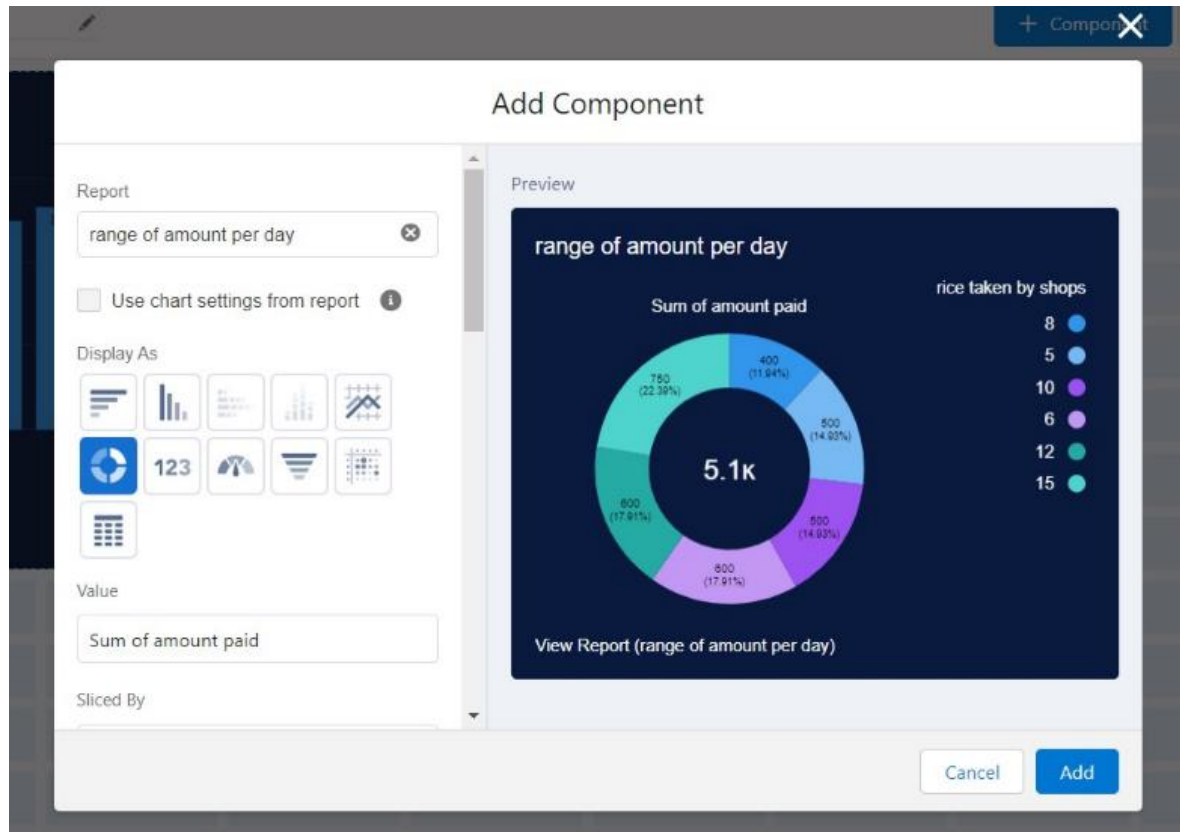 + Component
Add Component
Report
range of amount per day
Use chart settings from report
Display As
123
Value
Sum of amount paid
Sliced By
Preview
range of amount per day
Sum of amount paid
rice taken by shops
8
5
10
6
12
15
400
(11.94%)
500
(14.93%)
500
(14.93%)
600
(17.91%)
600
(17.91%)
750
(22.39%)
5.1K
View Report (range of amount per day)
Cancel
Add